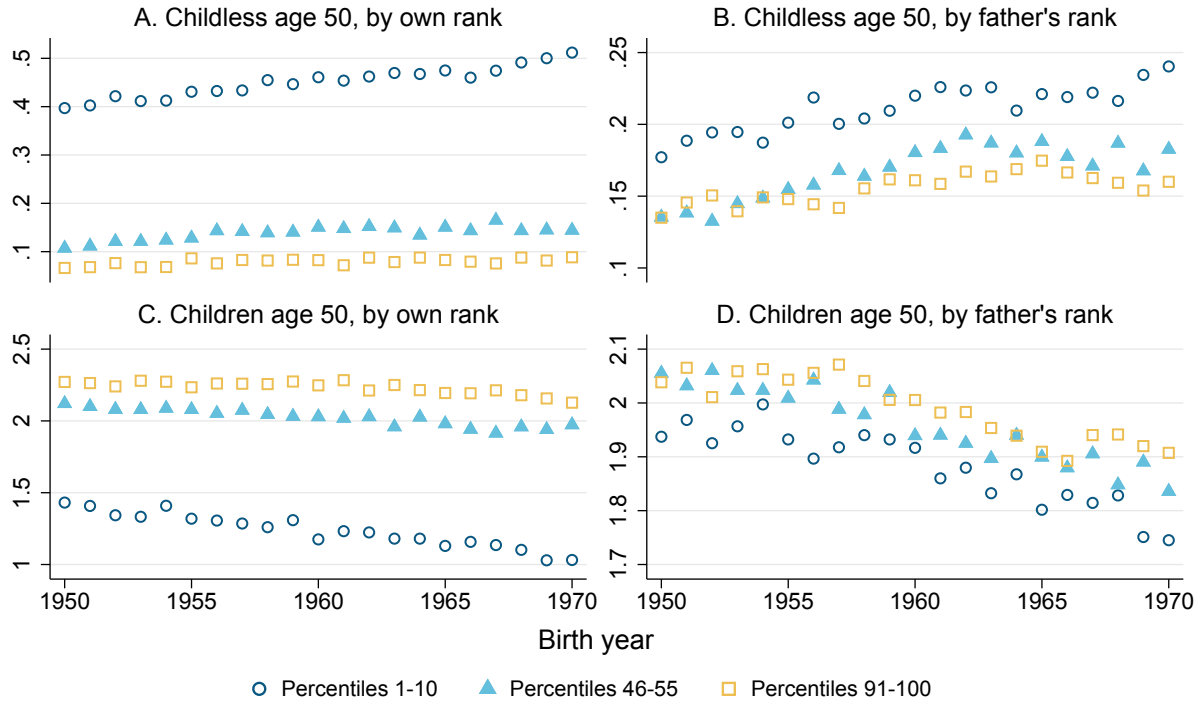 A. Childless age 50, by own rank
.5
.4
.3
.2
.1
B. Childless age 50, by father's rank
.25
.2
.15
.1
C. Children age 50, by own rank
2.5
2
1.5
1
1950 1955 1960 1965 1970
D. Children age 50, by father's rank
2.1
2
1.9
1.8
1.7
1950 1955 1960 1965 1970
Birth year
Percentiles 1-10 Percentiles 46-55 Percentiles 91-100